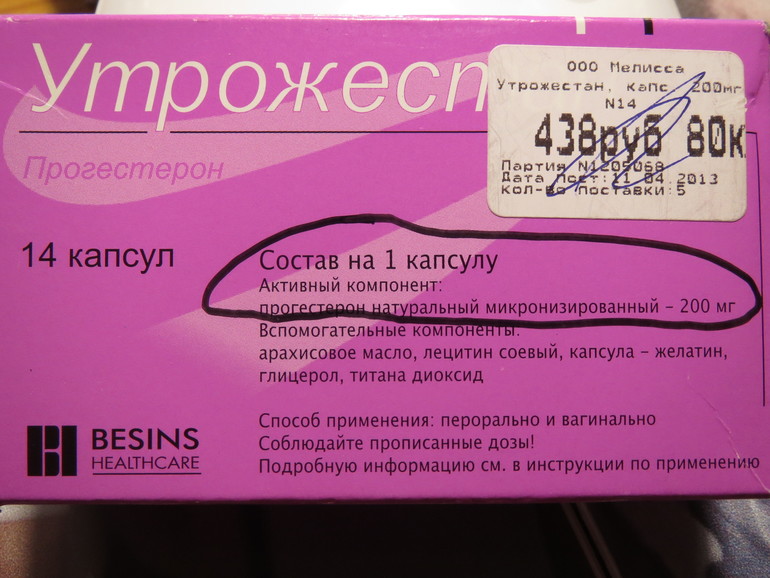 Утрожест
Прогестерон
ООО Мелисса
Утрожестан, капс 200мг
N14
438руб 80к
Партия N1205068
Дата Пост:11.04.2013
Кол-во поставки:5
14 капсул
Состав на 1 капсулу
Активный компонент:
прогестерон натуральный микронизированный – 200 мг
Вспомогательные компоненты:
арахисовое масло, лецитин соевый, капсула – желатин,
глицерол, титана диоксид
BESINS
HEALTHCARE
Способ применения: перорально и вагинально
Соблюдайте прописанные дозы!
Подробную информацию см. в инструкции по применению